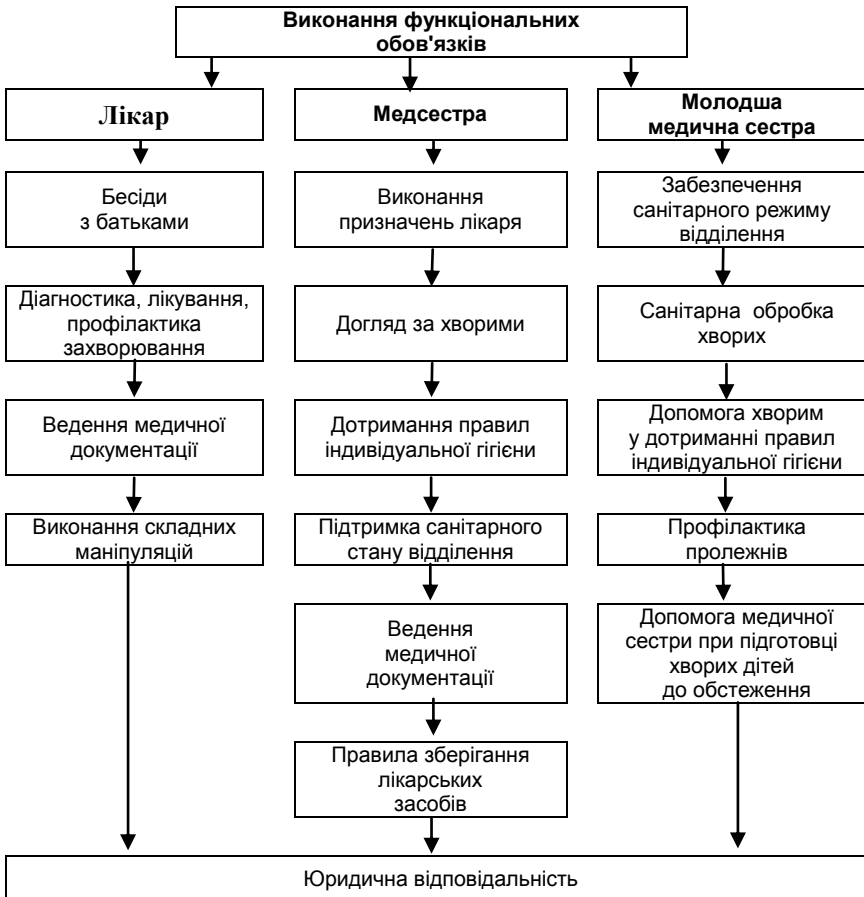 Виконання функціональних
обов'язків
Лікар
Медсестра
Молодша
медична сестра
Бесіди
з батьками
Виконання
призначень лікаря
Забезпечення
санітарного режиму
відділення
Діагностика, лікування,
профілактика
захворювання
Догляд за хворими
Санітарна обробка
хворих
Ведення медичної
документації
Дотримання правил
індивідуальної гігієни
Допомога хворим
у дотриманні правил
індивідуальної гігієни
Виконання складних
маніпуляцій
Підтримка санітарного
стану відділення
Профілактика
пролежнів
Ведення
медичної
документації
Допомога медичної
сестри при підготовці
хворих дітей
до обстеження
Правила зберігання
лікарських
засобів
Юридична відповідальність